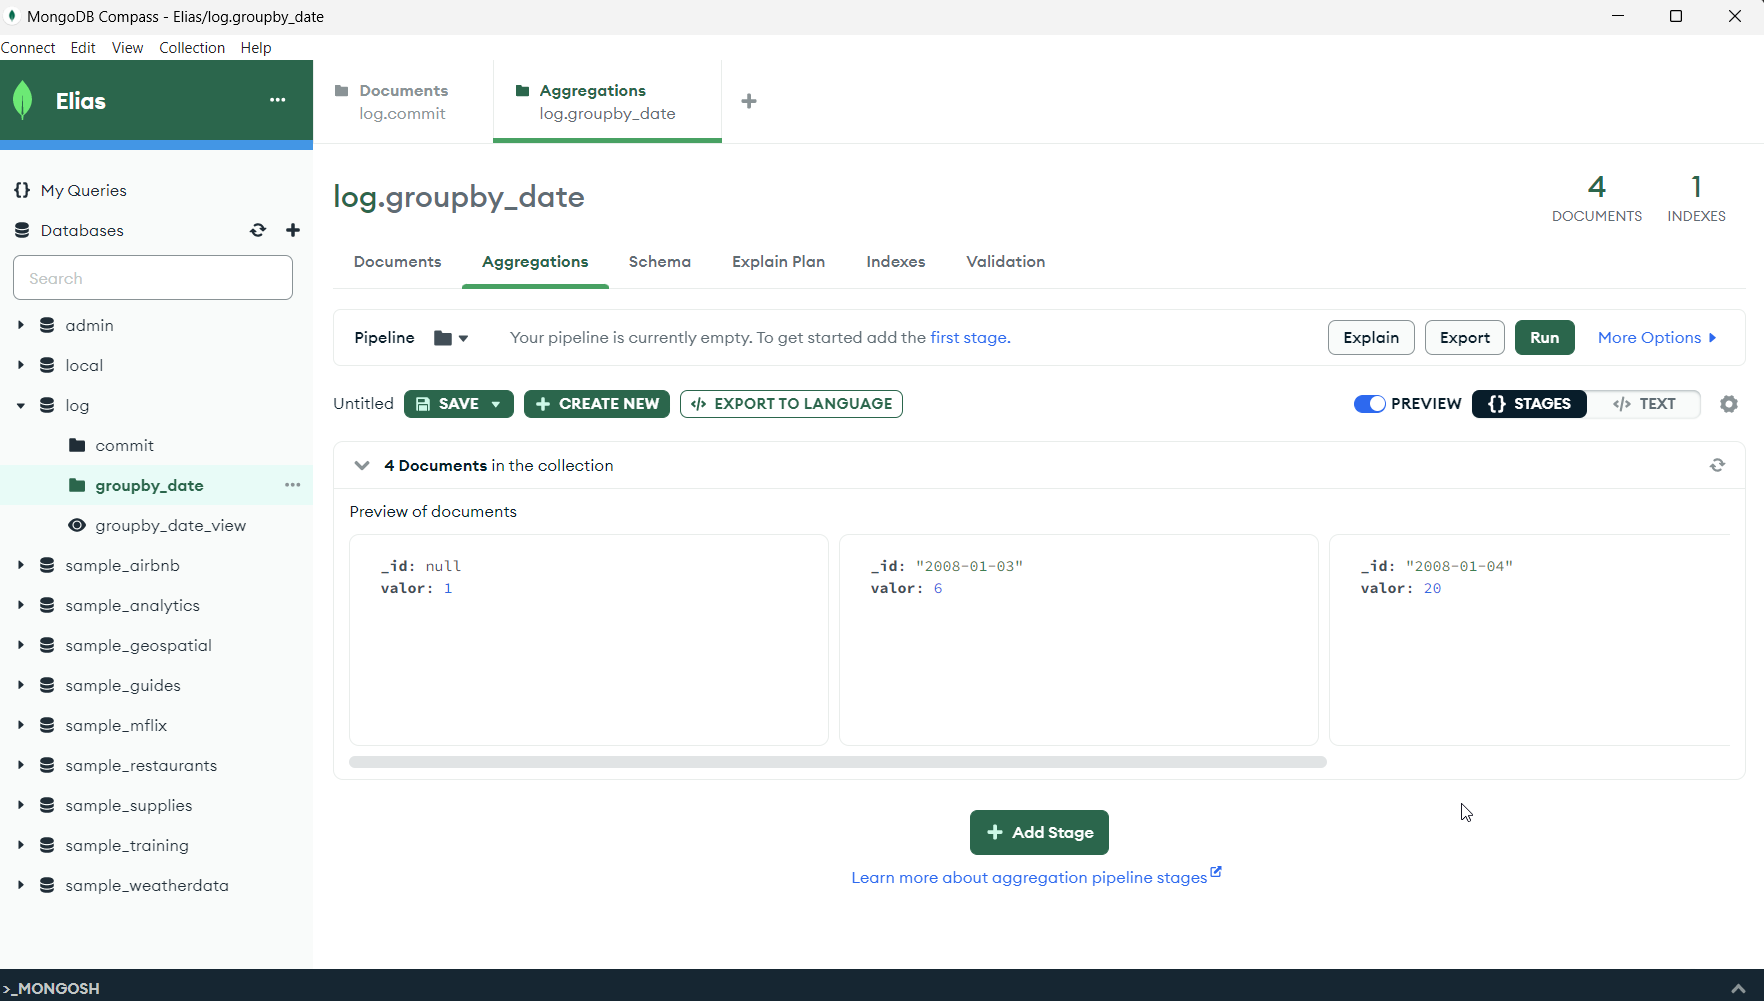 MongoDB Compass - Elias/log.groupby_date
Connect Edit View Collection Help
Elias
My Queries
Databases
Search
admin
local
log
commit
groupby_date
groupby_date_view
sample_airbnb
sample_analytics
sample_geospatial
sample_guides
sample_mflix
sample_restaurants
sample_supplies
sample_training
sample_weatherdata
Documents
log.commit
Aggregations
log.groupby_date
log.groupby_date
4
DOCUMENTS
1
INDEXES
Documents Aggregations Schema Explain Plan Indexes Validation
Pipeline Your pipeline is currently empty. To get started add the first stage. Explain Export Run More Options
Untitled SAVE CREATE NEW </> EXPORT TO LANGUAGE PREVIEW {} STAGES </> TEXT
4 Documents in the collection
Preview of documents
_id: null
valor: 1
_id: "2008-01-03"
valor: 6
_id: "2008-01-04"
valor: 20
+ Add Stage
Learn more about aggregation pipeline stages
>_MONGOSH